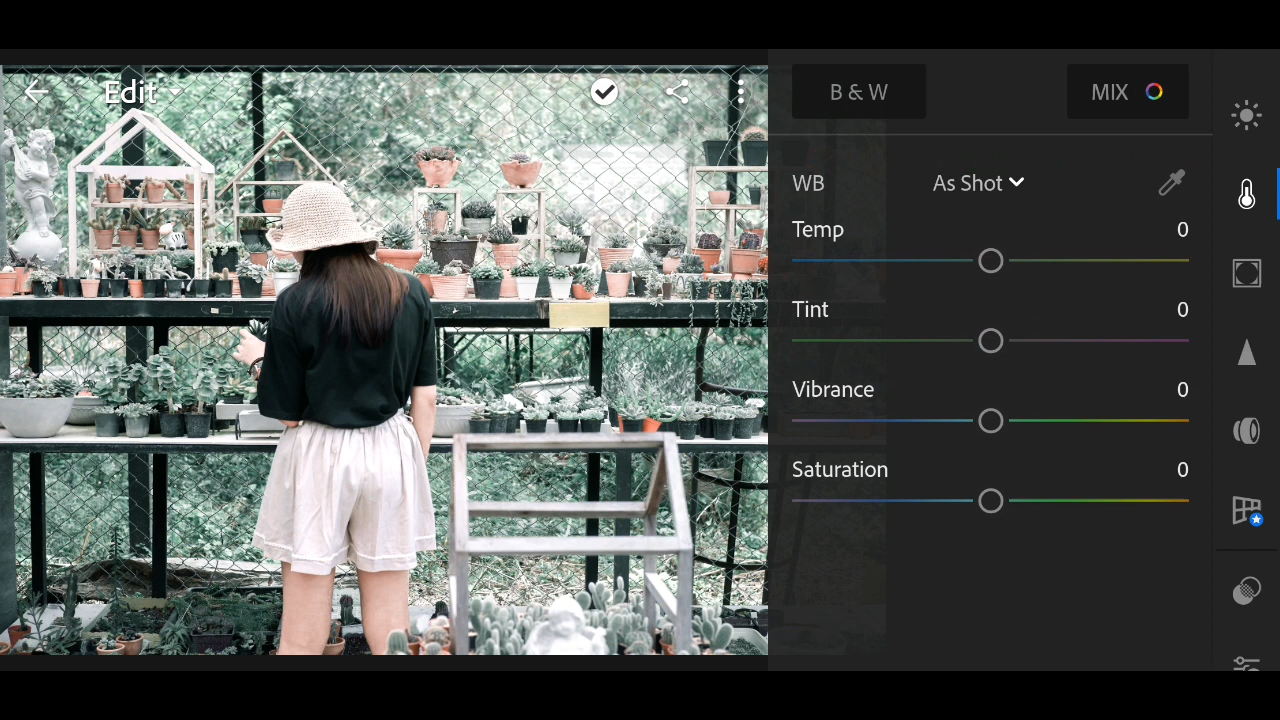 Edit
B & W
MIX
WB
As Shot
Temp
0
Tint
0
Vibrance
0
Saturation
0